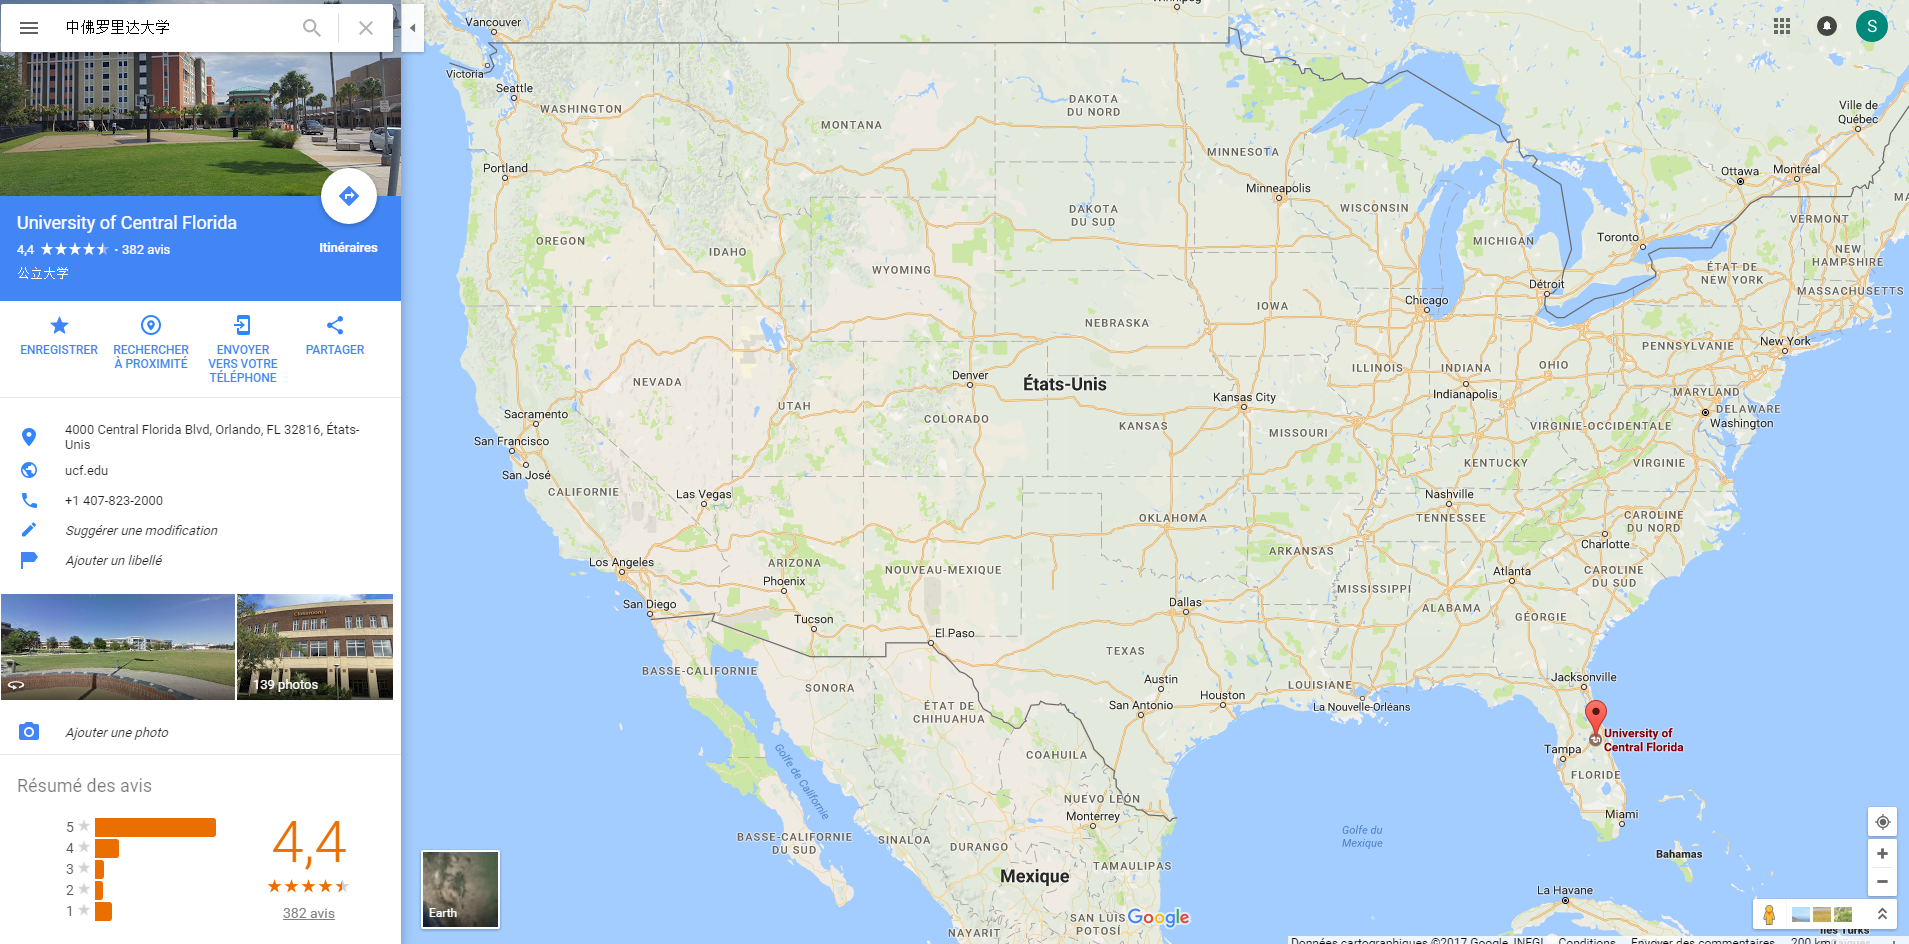 中佛罗里达大学
University of Central Florida
4,4
· 382 avis
公立大学
Itinéraires
ENREGISTRER
RECHERCHER
À PROXIMITÉ
ENVOYER
VERS VOTRE
TÉLÉPHONE
PARTAGER
4000 Central Florida Blvd, Orlando, FL 32816, États-
Unis
ucf.edu
+1 407-823-2000
Suggérer une modification
Ajouter un libellé
139 photos
Ajouter une photo
Résumé des avis
5
4
3
2
1
4,4
382 avis
Earth
Vancouver
Victoria
Seattle
WASHINGTON
Portland
OREGON
IDAHO
MONTANA
DAKOTA
DU NORD
MINNESOTA
Minneapolis
DAKOTA
DU SUD
WISCONSIN
WYOMING
MICHIGAN
Ottawa
Montréal
Ville de
Québec
Toronto
VERMONT
NEW
HAMPSHIRE
ÉTAT DE
NEW YORK
MASSACHUSETTS
Détroit
Chicago
IOWA
NEBRASKA
PENNSYLVANIE
New York
NEVADA
UTAH
Denver
États-Unis
COLORADO
Kansas City
KANSAS
MISSOURI
ILLINOIS
INDIANA
Indianapolis
OHIO
MARYLAND
DELAWARE
Washington
VIRGINIE-OCCIDENTALE
VIRGINIE
KENTUCKY
Sacramento
San Francisco
San José
CALIFORNIE
Las Vegas
Nashville
TENNESSEE
CAROLINE
DU NORD
Charlotte
OKLAHOMA
ARKANSAS
Los Angeles
ARIZONA
Phoenix
NOUVEAU-MEXIQUE
Atlanta
CAROLINE
DU SUD
San Diego
Tucson
El Paso
Dallas
MISSISSIPPI
ALABAMA
GÉORGIE
TEXAS
BASSE-CALIFORNIE
SONORA
ÉTAT DE
CHIHUAHUA
Austin
San Antonio
Houston
LOUISIANE
La Nouvelle-Orléans
Jacksonville
University of
Central Florida
Tampa
FLORIDE
Miami
COAHUILA
Golfe de Californie
NUEVO LEÓN
Monterrey
BASSE-CALIFORNIE
DU SUD
SINALOA
DURANGO
TAMAULIPAS
Mexique
Golfe du
Mexique
Bahamas
La Havane
SAN LUIS
POTOSÍ
NAYARIT
Google
S
Données cartographiques ©2017 Google, INEGI
Conditions
Envoyer des commentaires
200 km